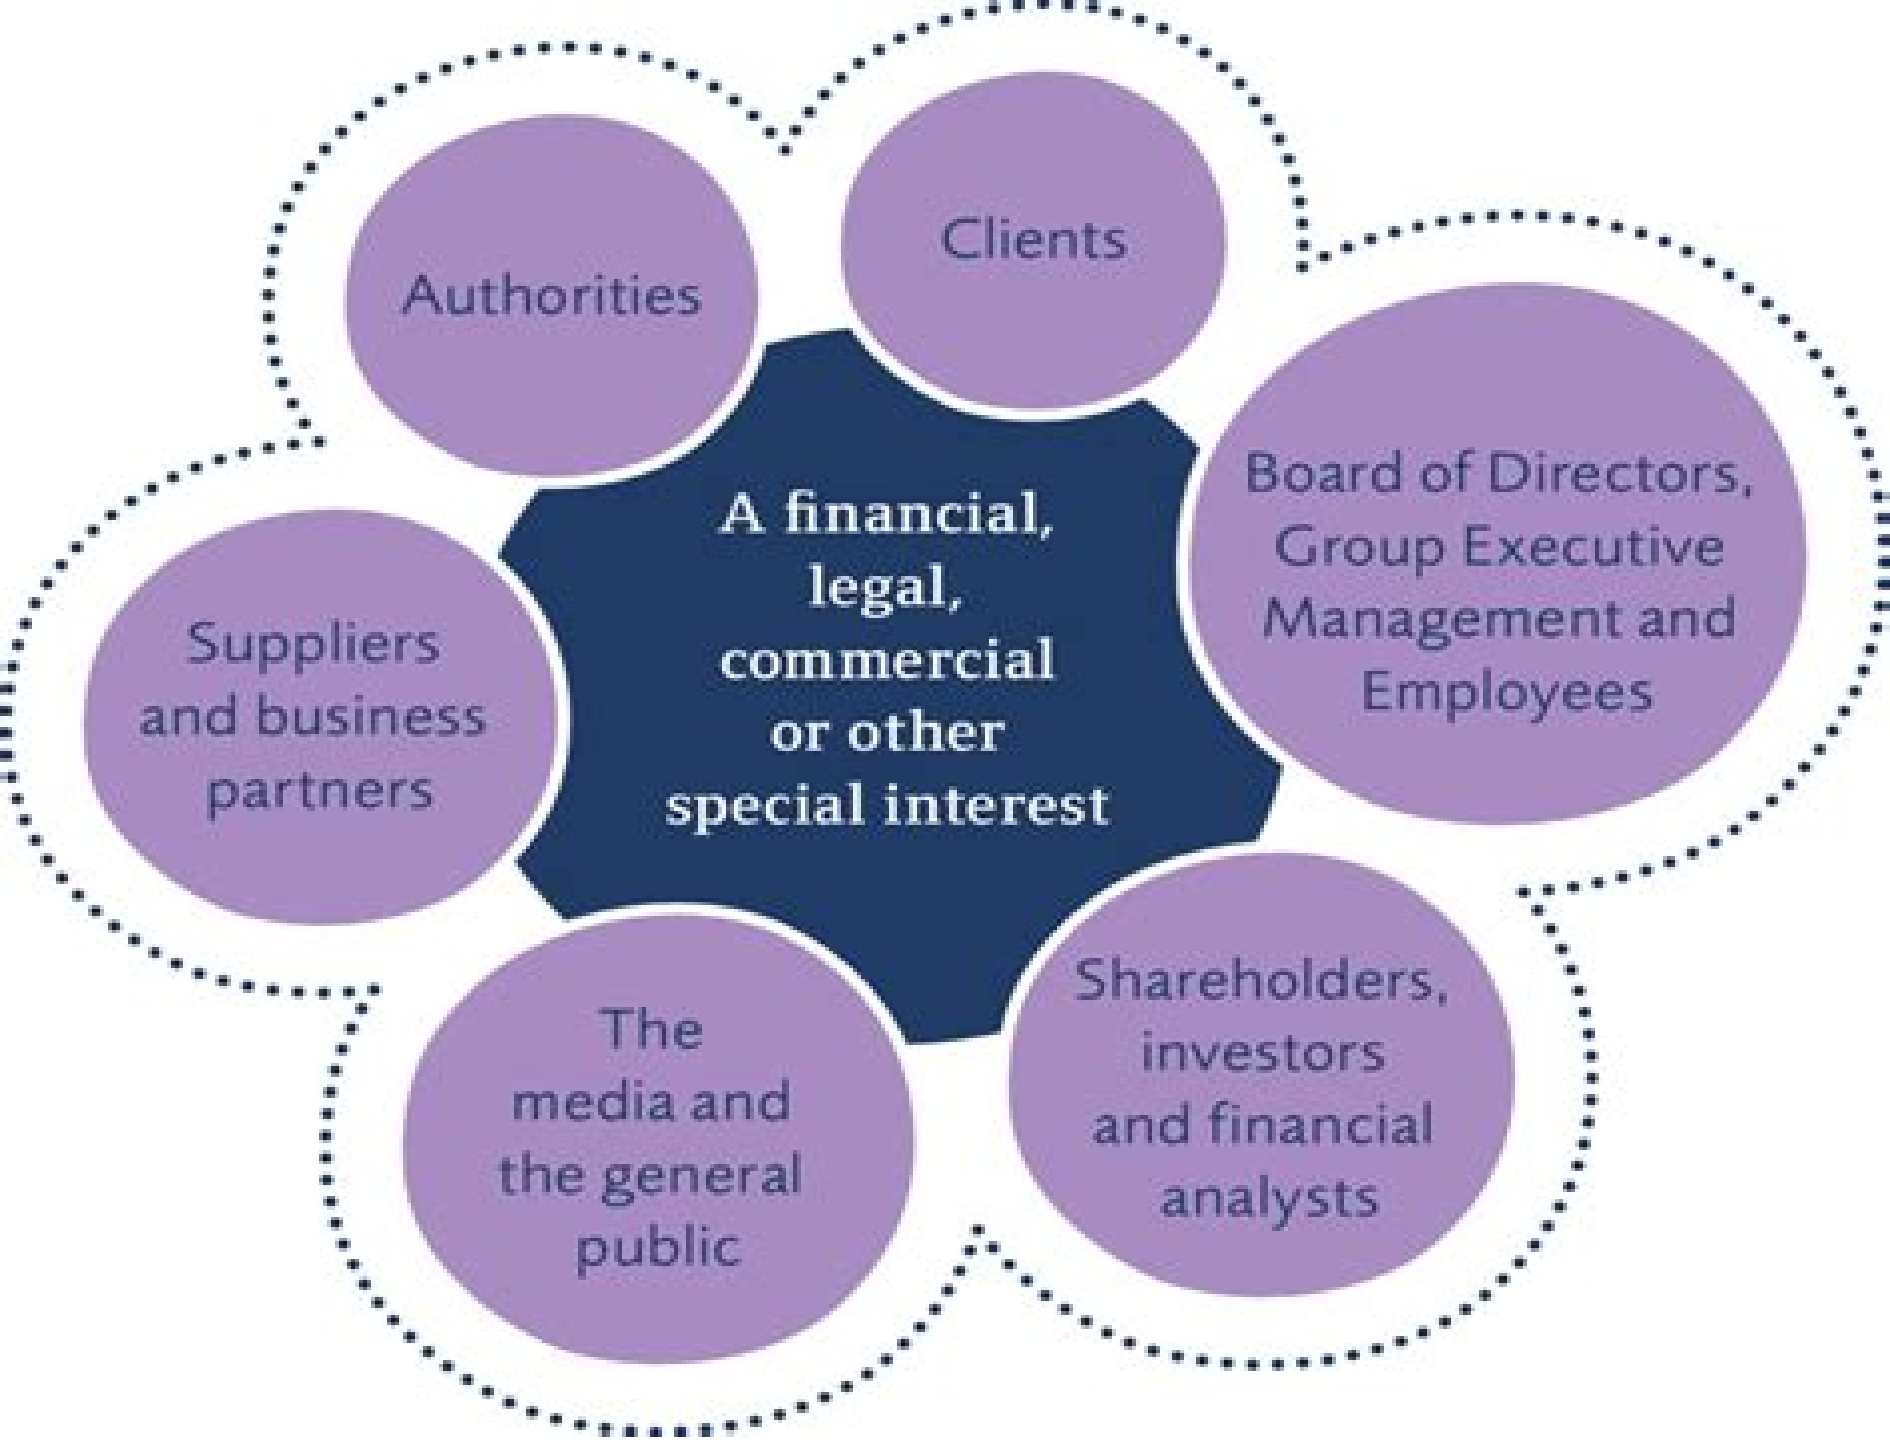 Authorities
Clients
Board of Directors,
Group Executive
Management and
Employees
A financial,
legal,
commercial
or other
special interest
Suppliers
and business
partners
The
media and
the general
public
Shareholders,
investors
and financial
analysts